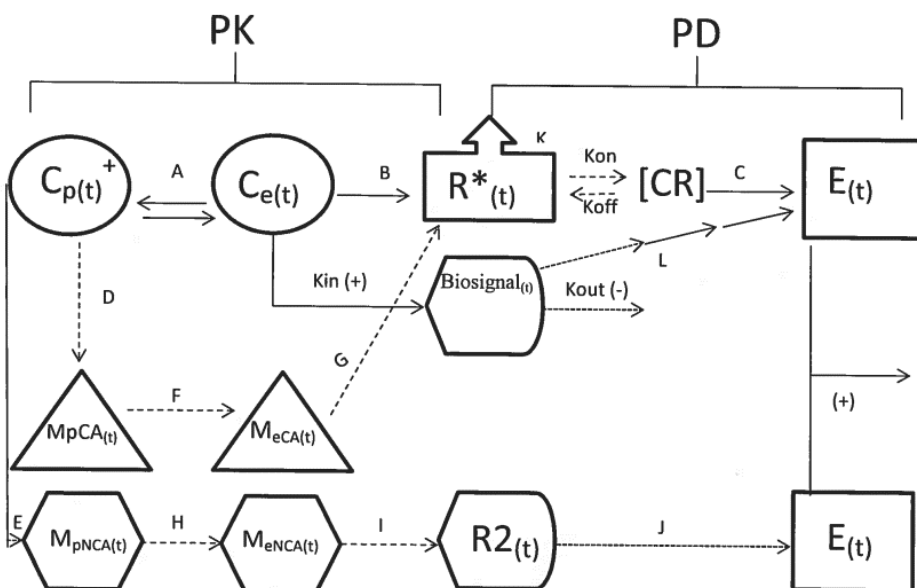 PK
PD
Cp(t)+
A
Ce(t)
B
R*(t)
K
Kon
Koff
[CR]
C
E(t)
D
Kin (+)
Biosignal(t)
L
Kout (-)
G
MpCA(t)
F
MeCA(t)
(+)
E
MpNCA(t)
H
MeNCA(t)
I
R2(t)
J
E(t)